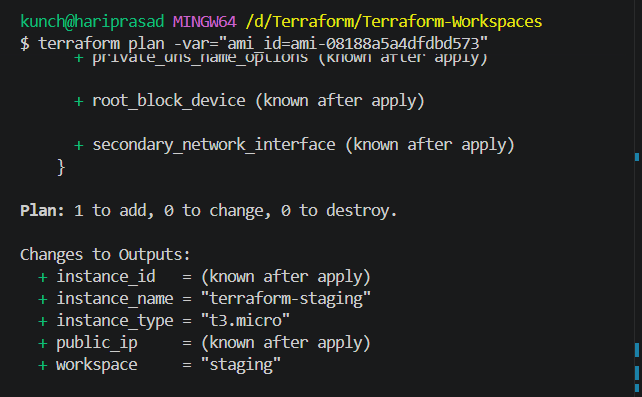 kunch@hariprasad MINGW64 /d/Terraform/Terraform-Workspaces
$ terraform plan -var="ami_id=ami-08188a5a4dfdbd573"
+ private_dns_name_options (known after apply)
+ root_block_device (known after apply)
+ secondary_network_interface (known after apply)
}
Plan: 1 to add, 0 to change, 0 to destroy.
Changes to Outputs:
+ instance_id   = (known after apply)
+ instance_name = "terraform-staging"
+ instance_type = "t3.micro"
+ public_ip     = (known after apply)
+ workspace     = "staging"